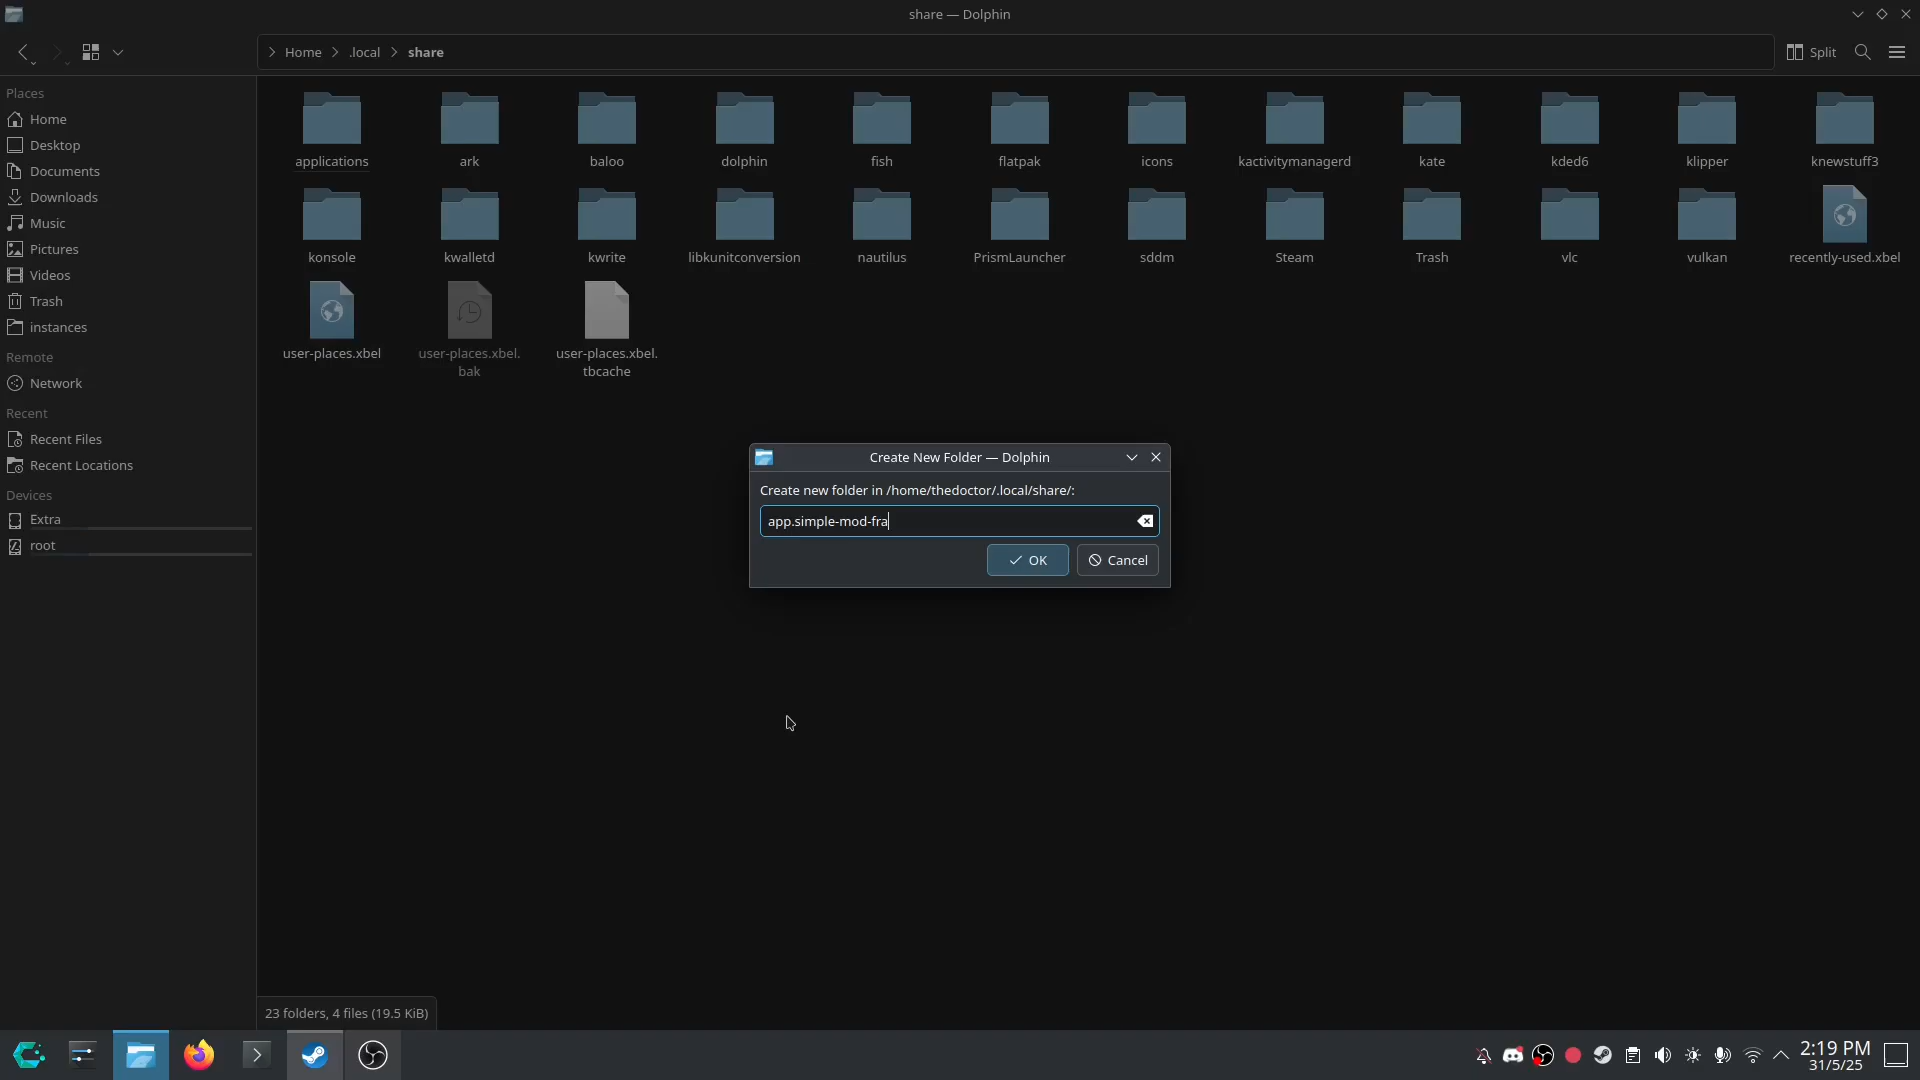 share — Dolphin
Home
.local
share
Split
Places
Home
Desktop
Documents
Downloads
Music
Pictures
Videos
Trash
instances
Remote
Network
Recent
Recent Files
Recent Locations
Devices
Extra
root
applications
ark
baloo
dolphin
fish
flatpak
icons
kactivitymanagerd
kate
kded6
klipper
knewstuff3
konsole
kwalletd
kwrite
libkunitconversion
nautilus
PrismLauncher
sddm
Steam
Trash
vlc
vulkan
recently-used.xbel
user-places.xbel
user-places.xbel.
bak
user-places.xbel.
tbcache
Create New Folder — Dolphin
Create new folder in /home/thedoctor/.local/share/:
app.simple-mod-fra
OK
Cancel
23 folders, 4 files (19.5 KiB)
2:19 PM
31/5/25